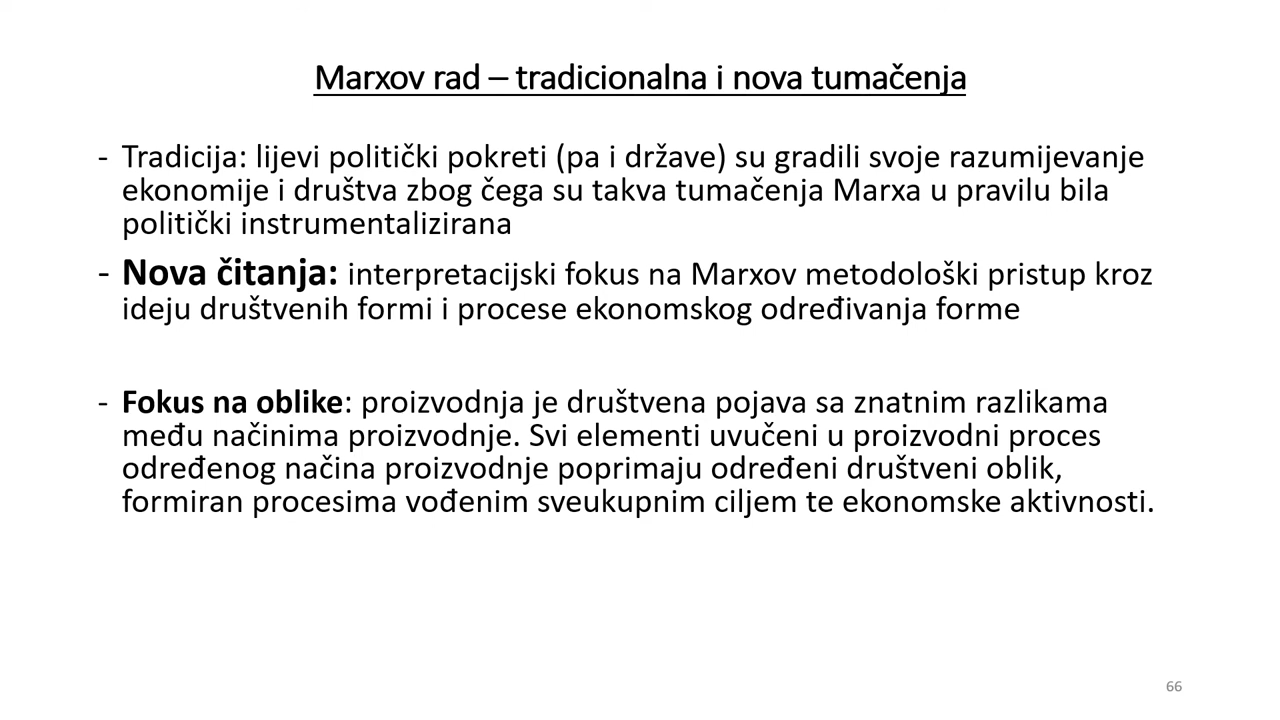 Marxov rad – tradicionalna i nova tumačenja
- Tradicija: lijevi politički pokreti (pa i države) su gradili svoje razumijevanje
ekonomije i društva zbog čega su takva tumačenja Marxa u pravilu bila
politički instrumentalizirana
- Nova čitanja: interpretacijski fokus na Marxov metodološki pristup kroz
ideju društvenih formi i procese ekonomskog određivanja forme
- Fokus na oblike: proizvodnja je društvena pojava sa znatnim razlikama
među načinima proizvodnje. Svi elementi uvučeni u proizvodni proces
određenog načina proizvodnje poprimaju određeni društveni oblik,
formiran procesima vođenim sveukupnim ciljem te ekonomske aktivnosti.
66